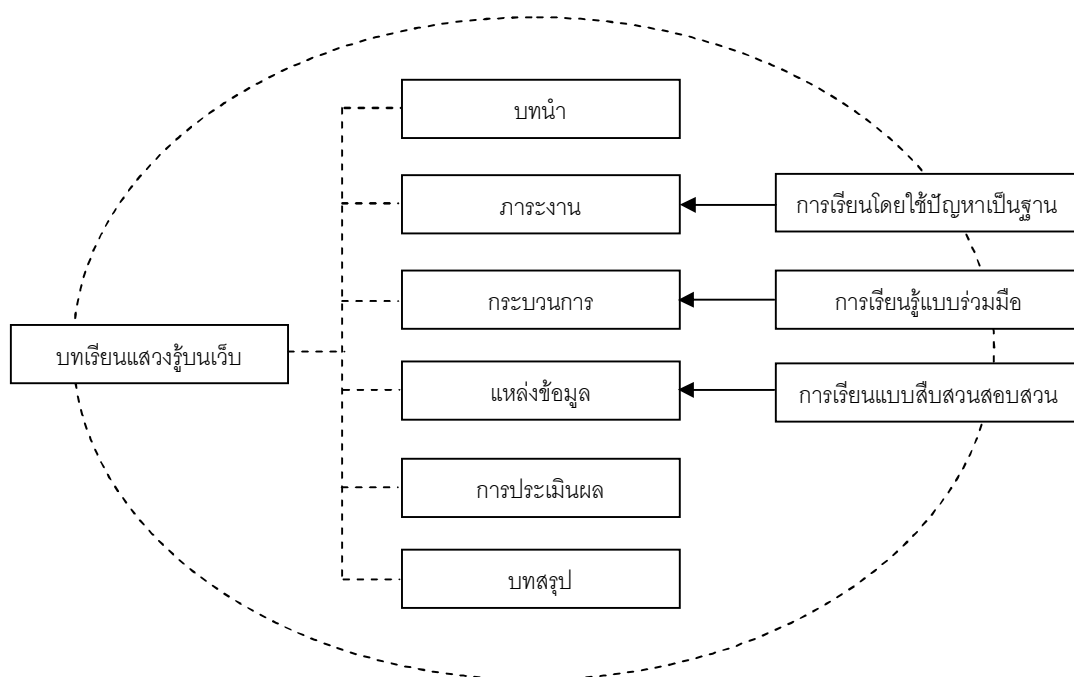 บทนำ
ภาระงาน
การเรียนโดยใช้ปัญหาเป็นฐาน
กระบวนการ
การเรียนรู้แบบร่วมมือ
บทเรียนแสวงรู้บนเว็บ
แหล่งข้อมูล
การเรียนแบบสืบสวนสอบสวน
การประเมินผล
บทสรุป